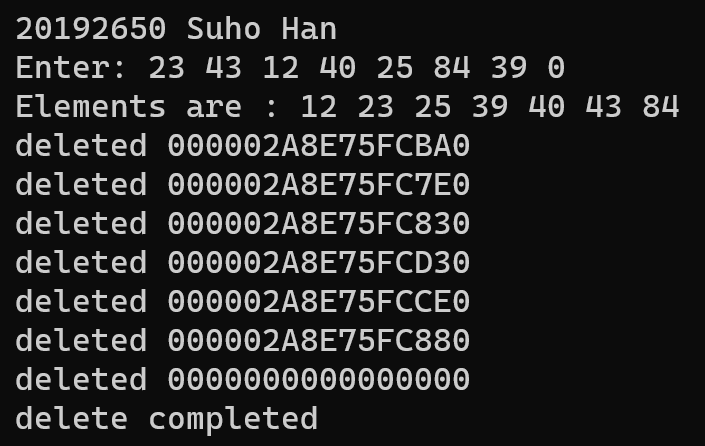 20192650 Suho Han
Enter: 23 43 12 40 25 84 39 0
Elements are : 12 23 25 39 40 43 84
deleted 000002A8E75FCBA0
deleted 000002A8E75FC7E0
deleted 000002A8E75FC830
deleted 000002A8E75FCD30
deleted 000002A8E75FCCE0
deleted 000002A8E75FC880
deleted 0000000000000000
delete completed